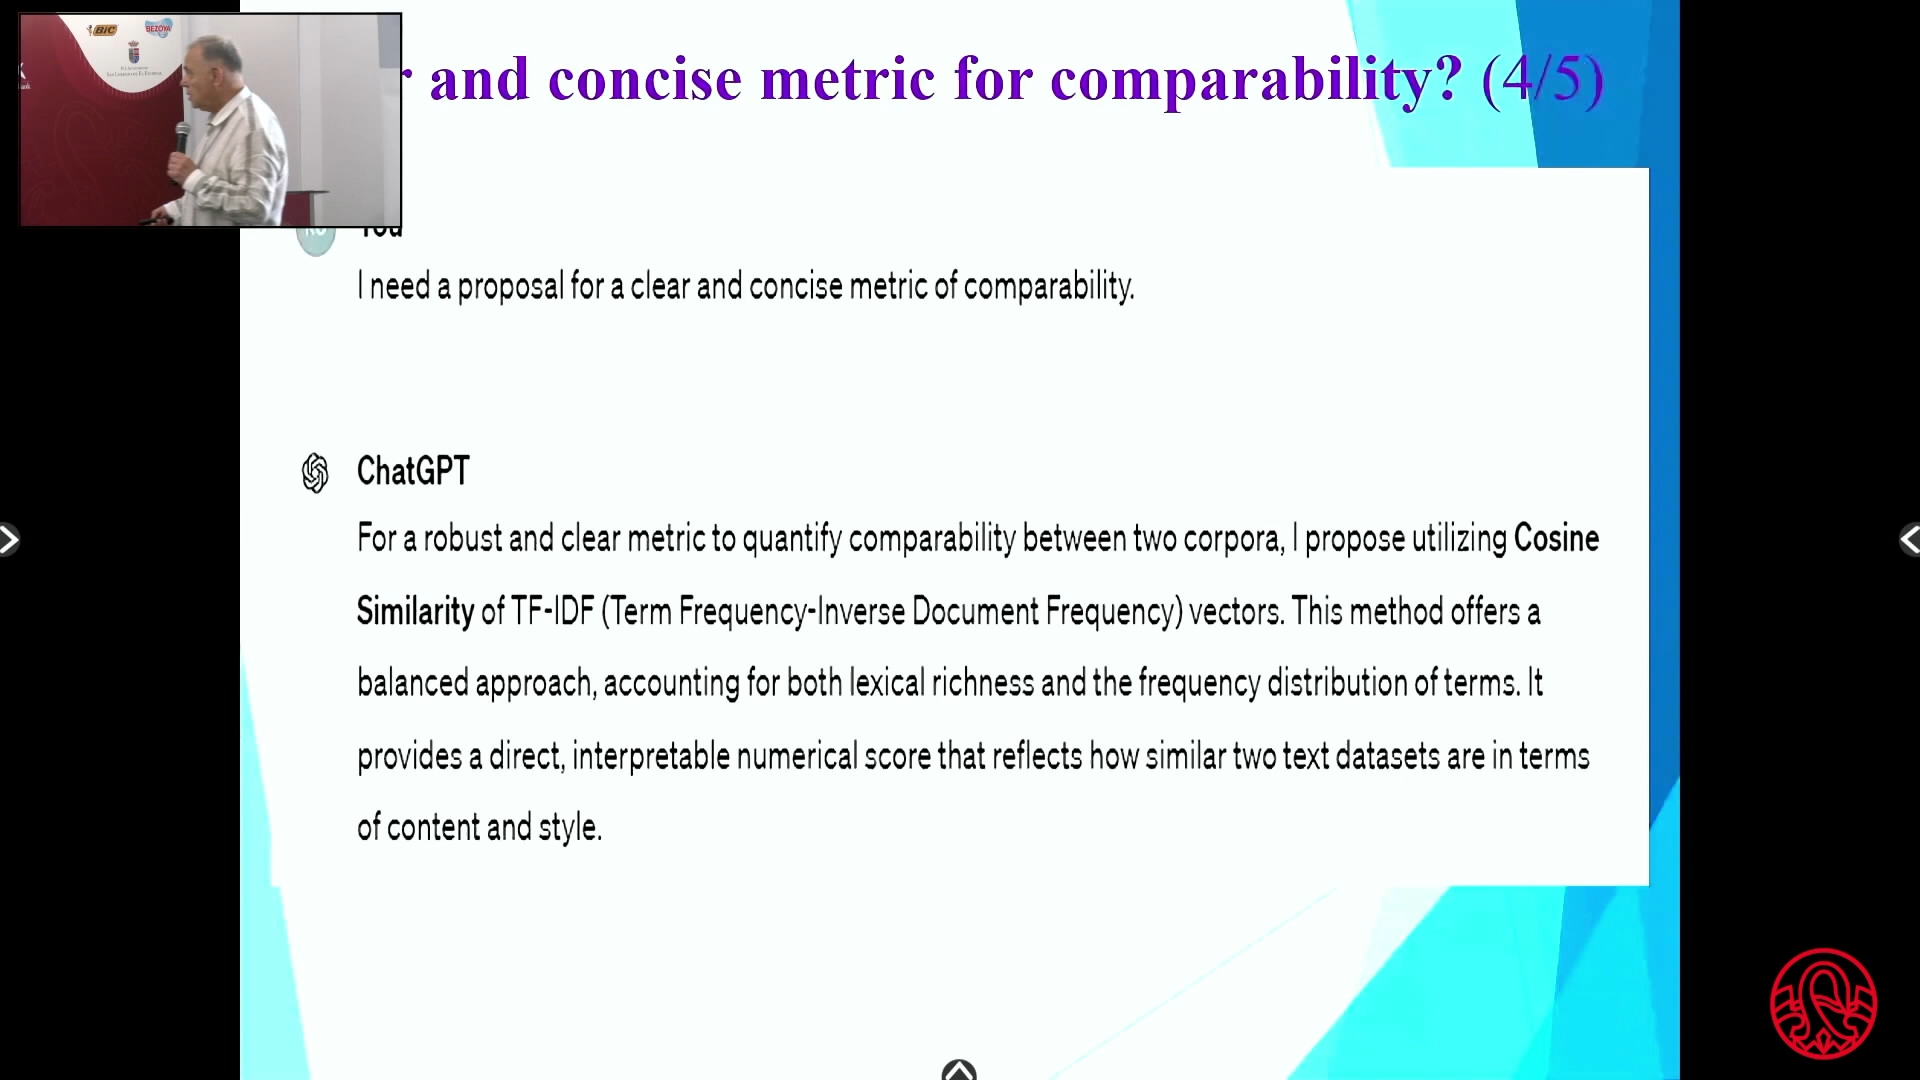 BIC
BEZOYA
r and concise metric for comparability? (4/5)
You
I need a proposal for a clear and concise metric of comparability.
ChatGPT
For a robust and clear metric to quantify comparability between two corpora, I propose utilizing Cosine
Similarity of TF-IDF (Term Frequency-Inverse Document Frequency) vectors. This method offers a
balanced approach, accounting for both lexical richness and the frequency distribution of terms. It
provides a direct, interpretable numerical score that reflects how similar two text datasets are in terms
of content and style.